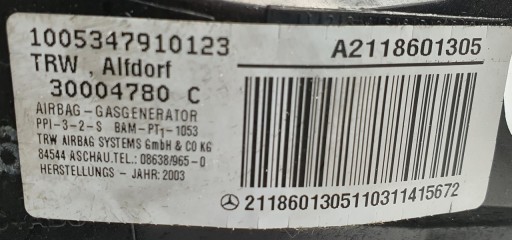 1005347910123 A2118601305
TRW , Alfdorf
30004780 C
AIRBAG-GASGENERATOR
PPI-3-2-S BAM-PT1-1053
TRW AIRBAG SYSTEMS GmbH & CO KG
84544 ASCHAU.TEL.: 08638/965-0
HERSTELLUNGS - JAHR: 2003
2118601305110311415672